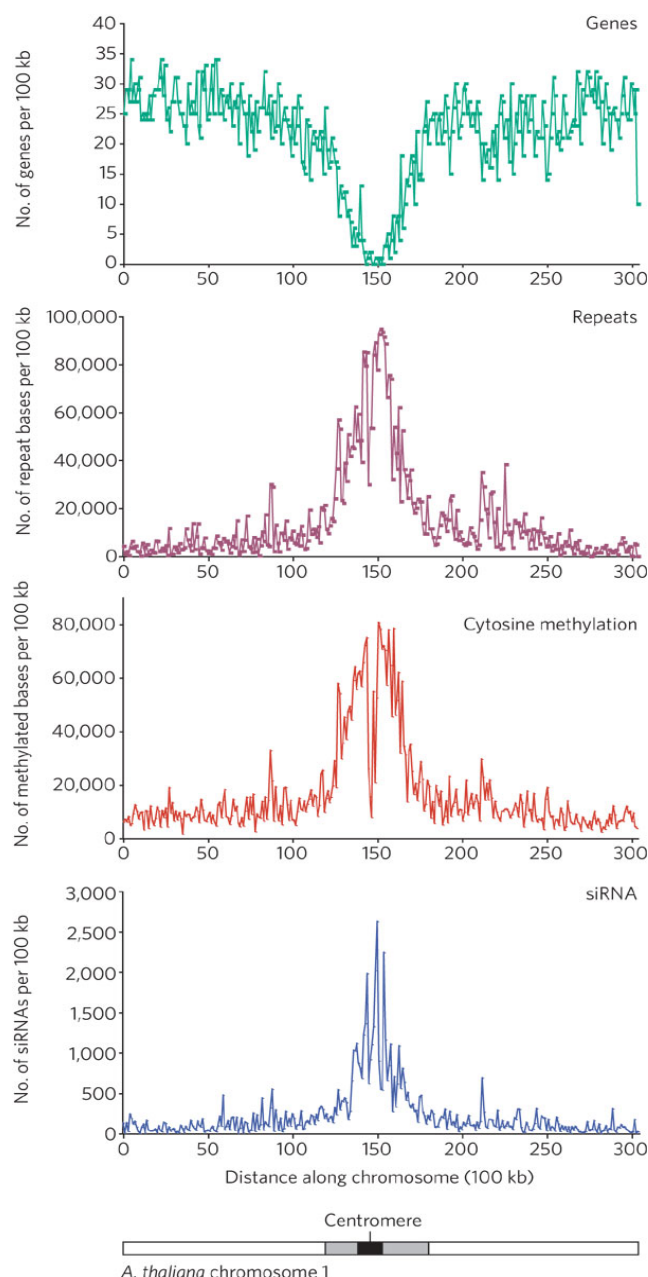 Genes
No. of genes per 100 kb
40
35
30
25
20
15
10
5
0
0 50 100 150 200 250 300
Repeats
No. of repeat bases per 100 kb
100,000
80,000
60,000
40,000
20,000
0
0 50 100 150 200 250 300
Cytosine methylation
No. of methylated bases per 100 kb
80,000
60,000
40,000
20,000
0
0 50 100 150 200 250 300
siRNA
No. of siRNAs per 100 kb
3,000
2,500
2,000
1,500
1,000
500
0
0 50 100 150 200 250 300
Distance along chromosome (100 kb)
Centromere
A. thaliana chromosome 1